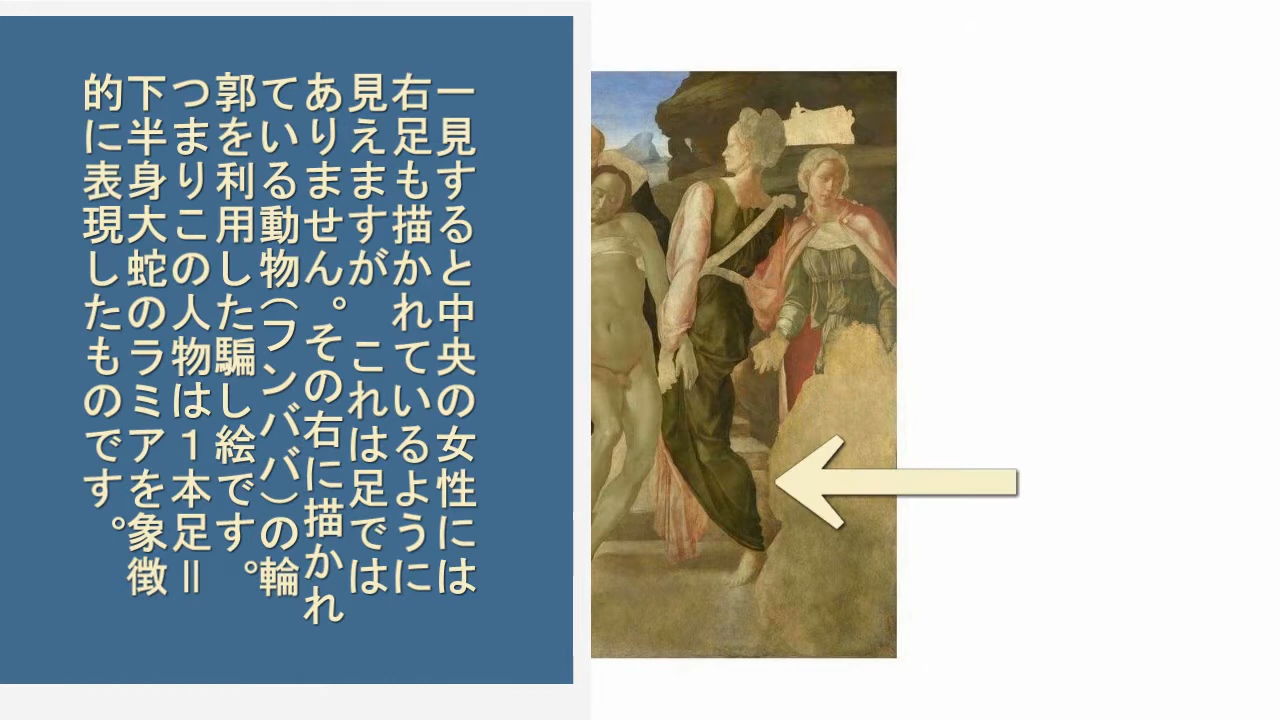 一見すると中央の女性には
右足も描かれているように
見えますが　これは足では
ありません。その右に描かれ
ている動物（フンババ）の輪
郭を利用した騙し絵です。
つまりこの人物は１本足＝
下半身大蛇のラミアを象徴
的に表現したものです。